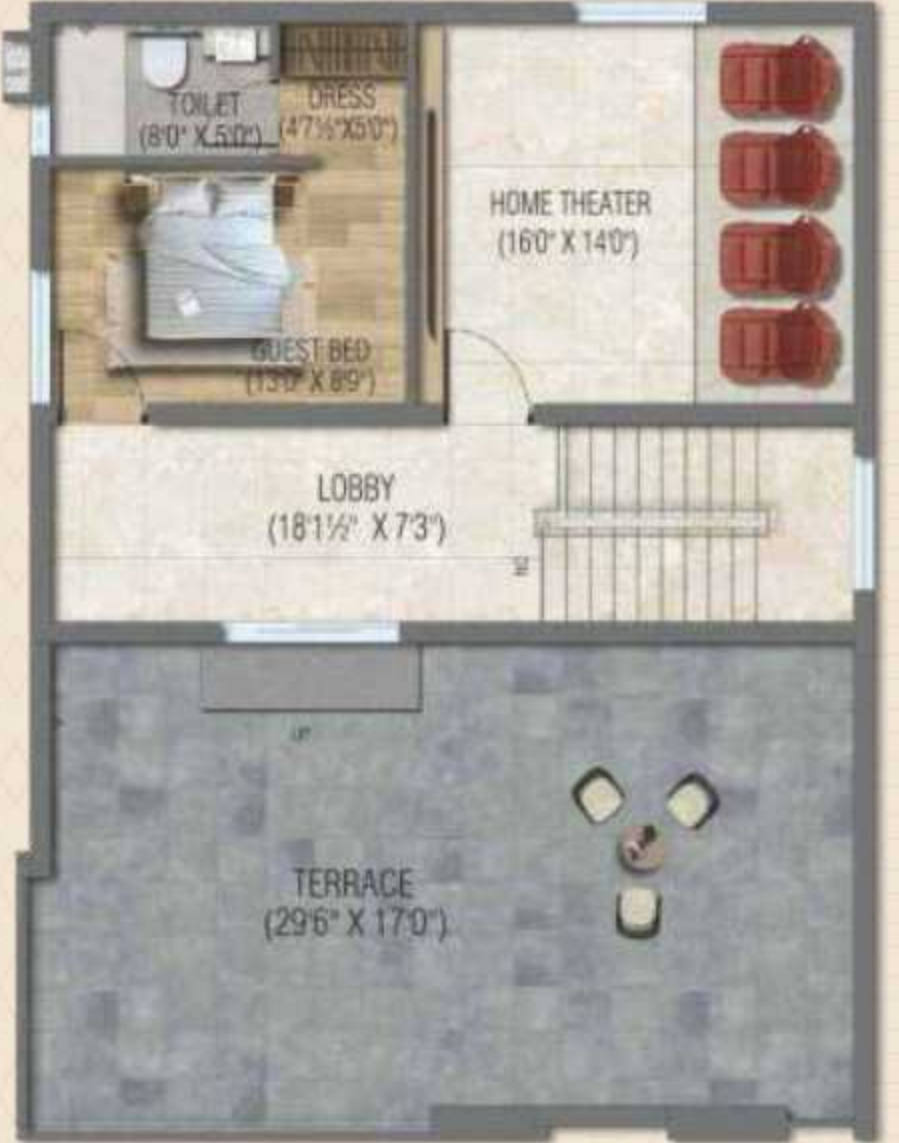 TOILET
(8'0" X 5'0")
DRESS
(4'7½"X5'0")
HOME THEATER
(16'0" X 14'0")
GUEST BED
(13'0" X 8'9")
LOBBY
(18'1½" X 7'3")
UP
TERRACE
(29'6" X 17'0")